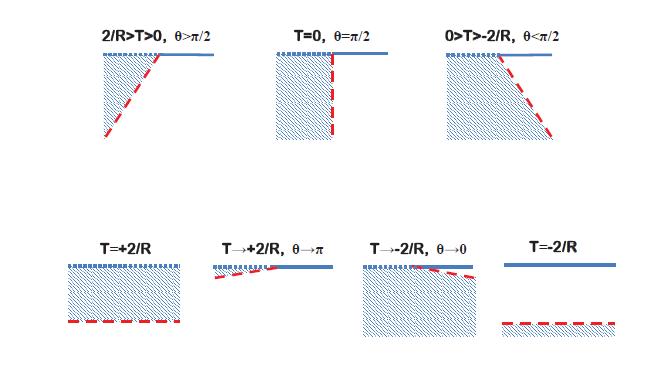 2/R>T>0, θ>π/2
T=0, θ=π/2
0>T>-2/R, θ<π/2
T=+2/R
T→+2/R, θ→π
T→-2/R, θ→0
T=-2/R